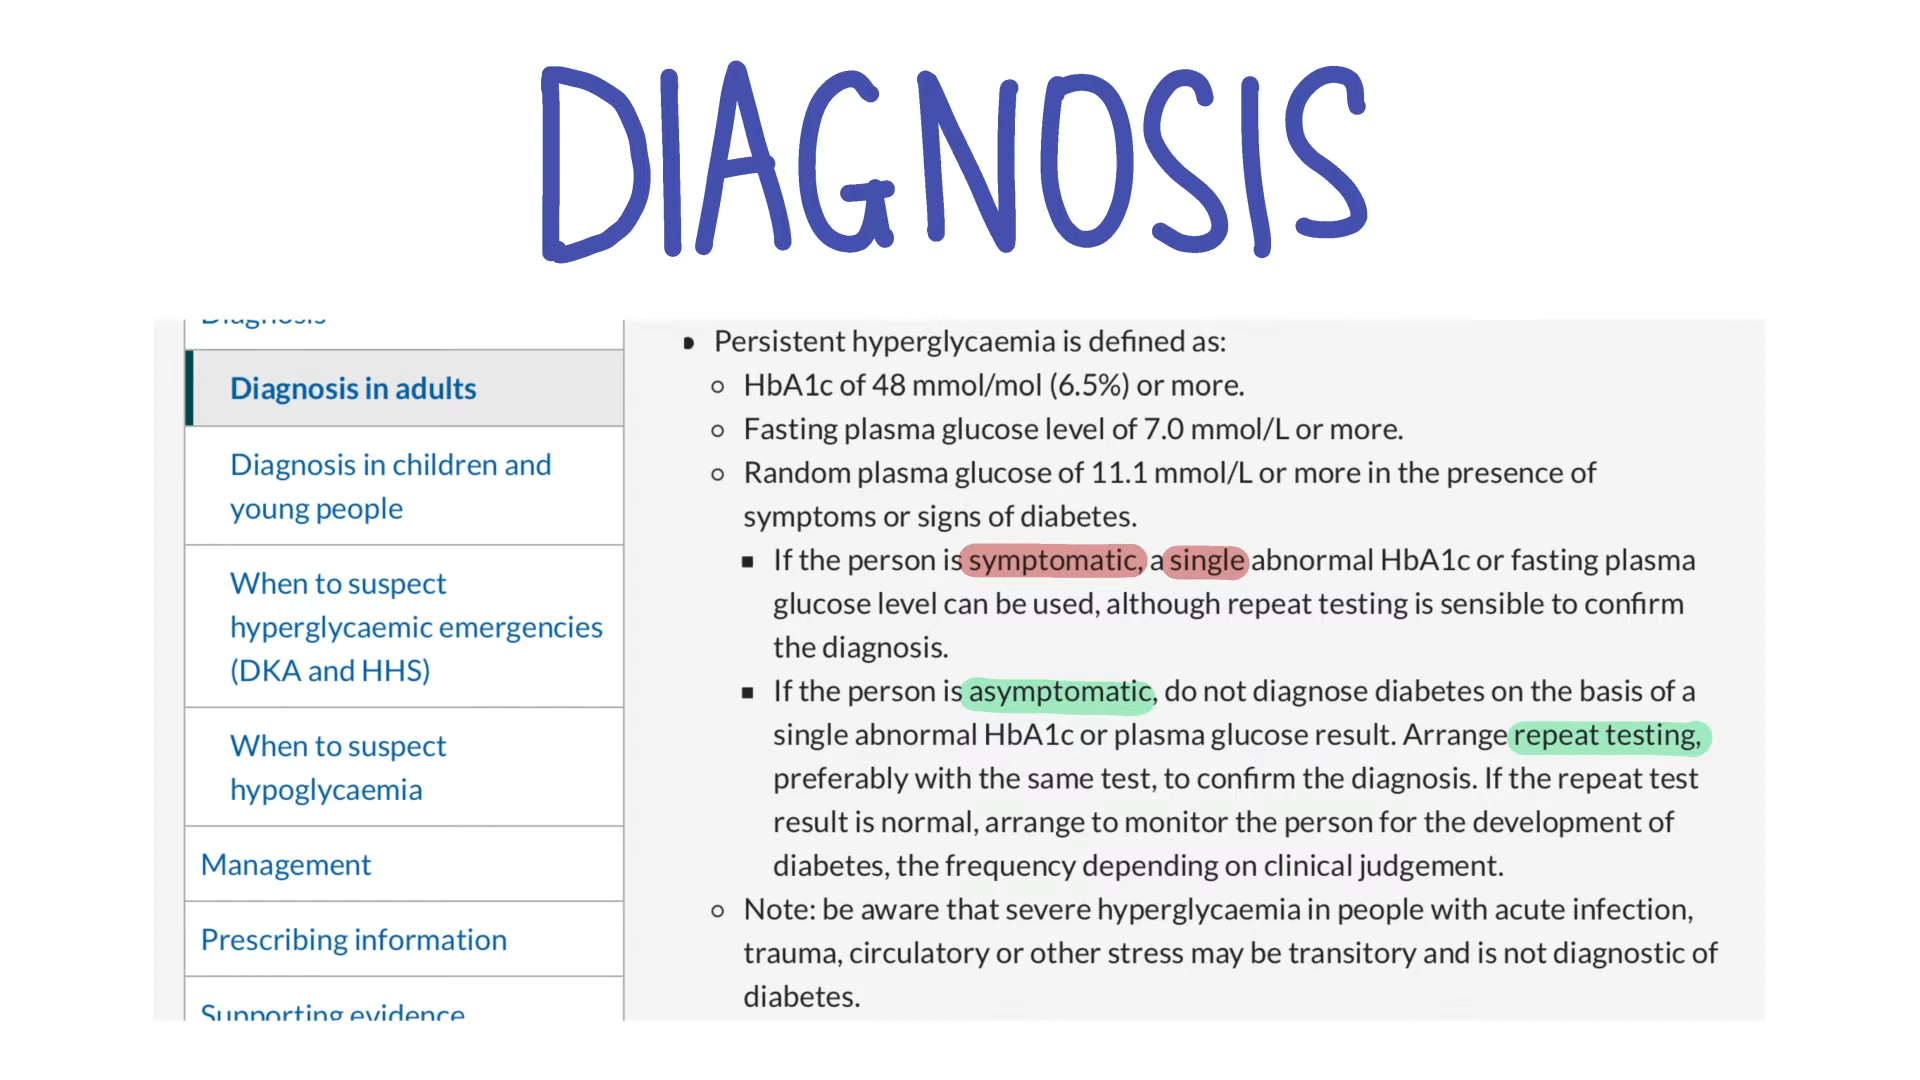 DIAGNOSIS
Diagnosis
Diagnosis in adults
Diagnosis in children and
young people
When to suspect
hyperglycaemic emergencies
(DKA and HHS)
When to suspect
hypoglycaemia
Management
Prescribing information
Supporting evidence
Persistent hyperglycaemia is defined as:
HbA1c of 48 mmol/mol (6.5%) or more.
Fasting plasma glucose level of 7.0 mmol/L or more.
Random plasma glucose of 11.1 mmol/L or more in the presence of
symptoms or signs of diabetes.
If the person is symptomatic, a single abnormal HbA1c or fasting plasma
glucose level can be used, although repeat testing is sensible to confirm
the diagnosis.
If the person is asymptomatic, do not diagnose diabetes on the basis of a
single abnormal HbA1c or plasma glucose result. Arrange repeat testing,
preferably with the same test, to confirm the diagnosis. If the repeat test
result is normal, arrange to monitor the person for the development of
diabetes, the frequency depending on clinical judgement.
Note: be aware that severe hyperglycaemia in people with acute infection,
trauma, circulatory or other stress may be transitory and is not diagnostic of
diabetes.